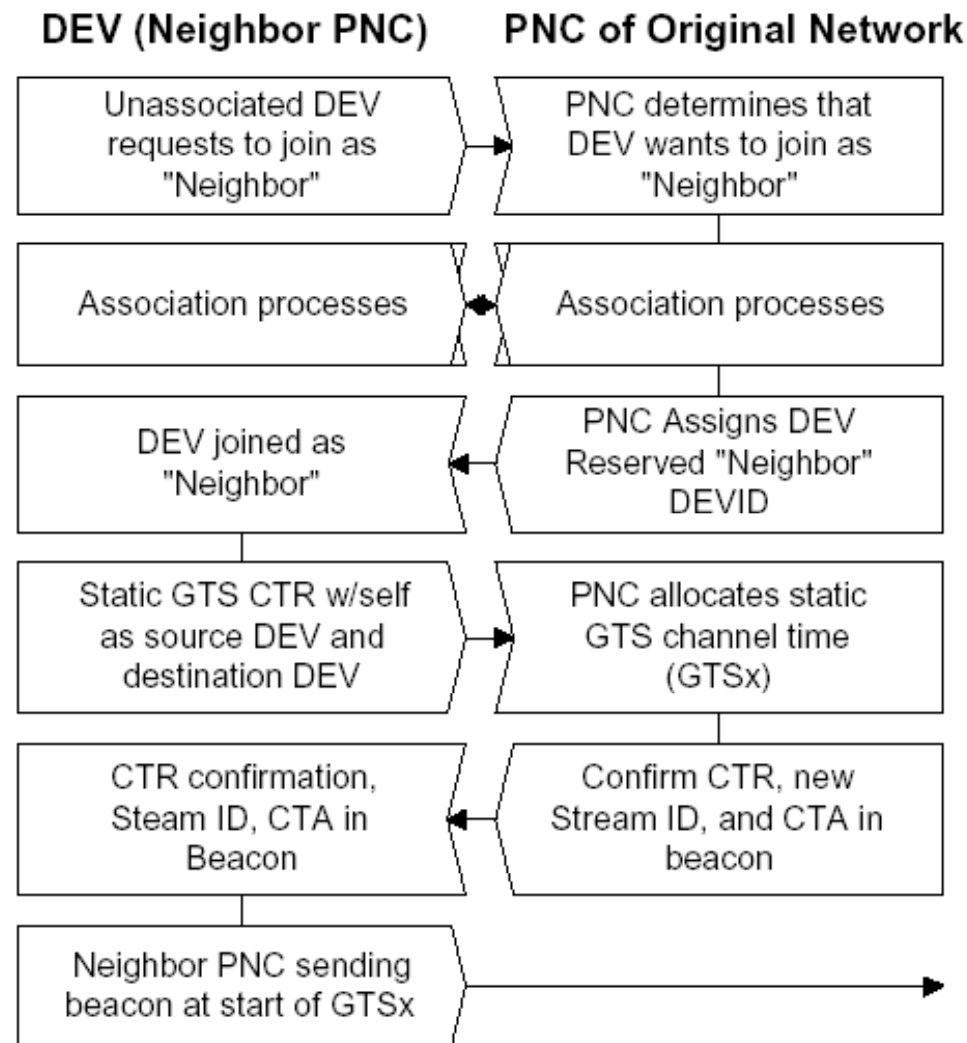 DEV (Neighbor PNC)
PNC of Original Network
Unassociated DEV
requests to join as
"Neighbor"
PNC determines that
DEV wants to join as
"Neighbor"
Association processes
Association processes
DEV joined as
"Neighbor"
PNC Assigns DEV
Reserved "Neighbor"
DEVID
Static GTS CTR w/self
as source DEV and
destination DEV
PNC allocates static
GTS channel time
(GTSx)
CTR confirmation,
Steam ID, CTA in
Beacon
Confirm CTR, new
Stream ID, and CTA in
beacon
Neighbor PNC sending
beacon at start of GTSx